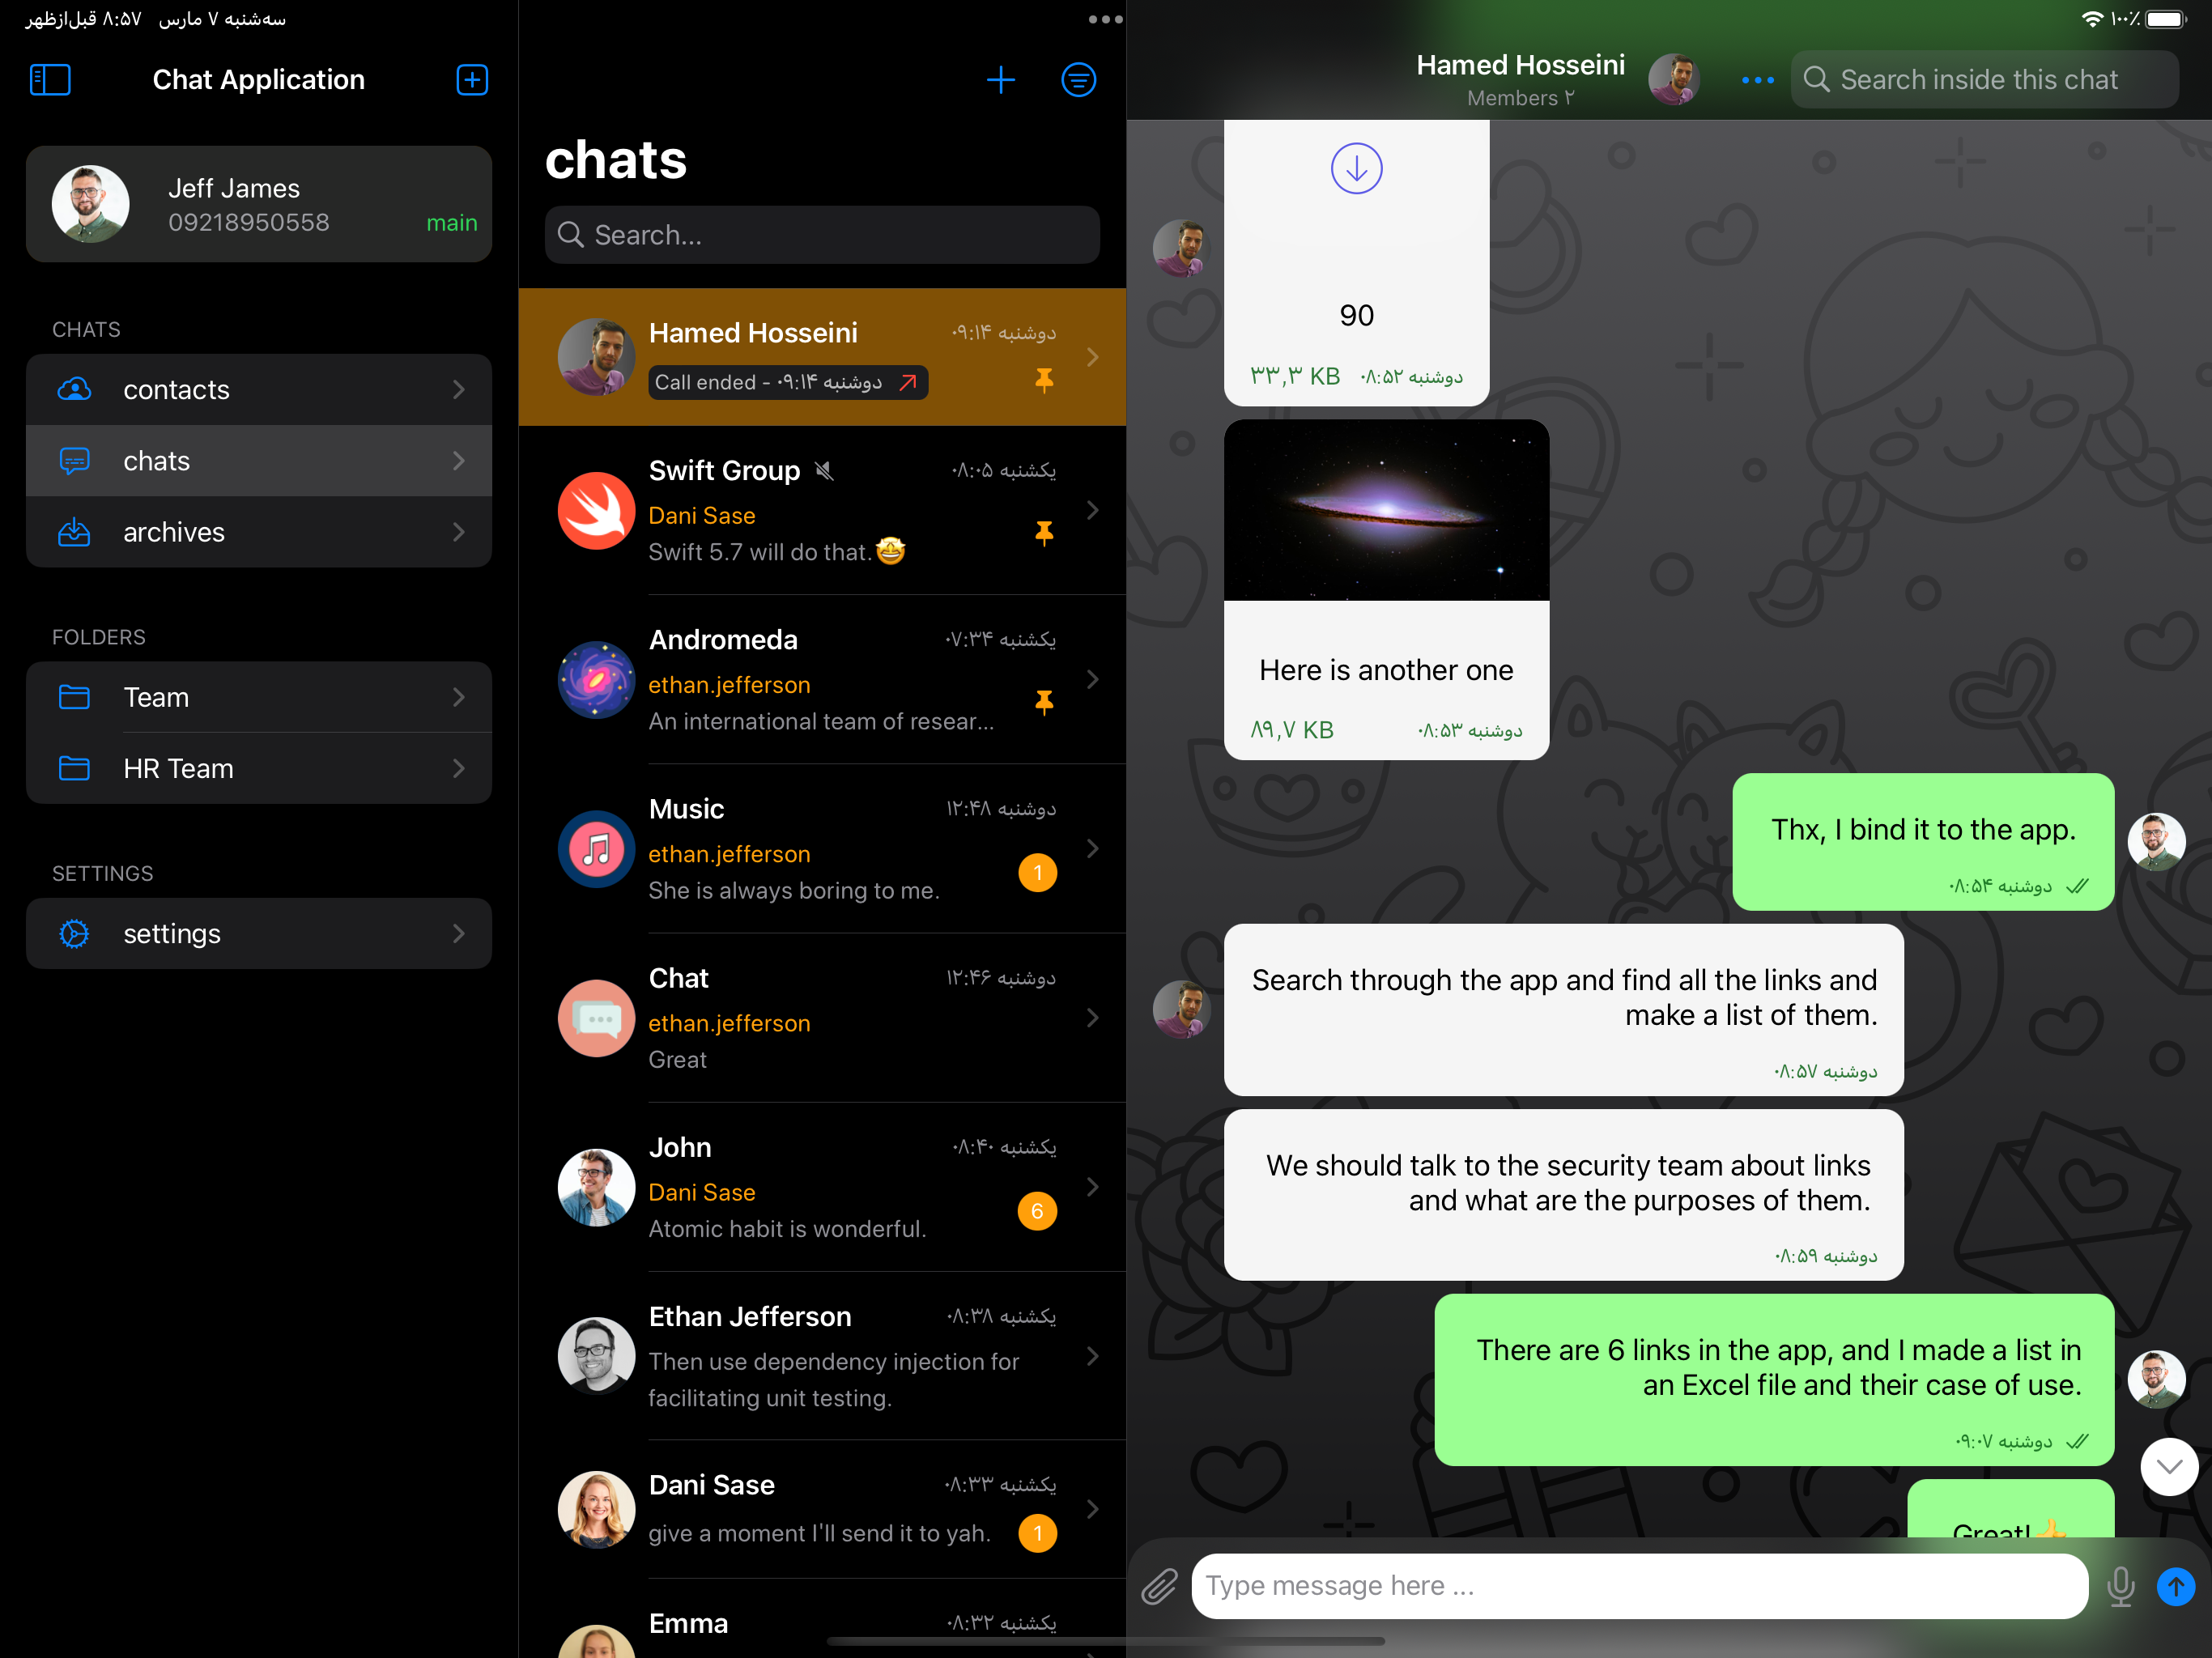 ۸:۵۷ قبل‌ازظهر سه‌شنبه ۷ مارس
۱۰۰٪
Chat Application
Jeff James
09218950558
main
CHATS
contacts
chats
archives
FOLDERS
Team
HR Team
SETTINGS
settings
chats
Search...
Hamed Hosseini
دوشنبه ۰۹:۱۴
Call ended - دوشنبه ۰۹:۱۴
Swift Group
یکشنبه ۰۸:۰۵
Dani Sase
Swift 5.7 will do that.🤩
Andromeda
یکشنبه ۰۷:۳۴
ethan.jefferson
An international team of resear...
Music
دوشنبه ۱۲:۴۸
ethan.jefferson
She is always boring to me.
1
Chat
دوشنبه ۱۲:۴۶
ethan.jefferson
Great
John
یکشنبه ۰۸:۴۰
Dani Sase
Atomic habit is wonderful.
6
Ethan Jefferson
یکشنبه ۰۸:۳۸
Then use dependency injection for
facilitating unit testing.
Dani Sase
یکشنبه ۰۸:۳۳
give a moment I'll send it to yah.
1
Emma
یکشنبه ۰۸:۳۲
Hamed Hosseini
Members ۲
Search inside this chat
90
۳۳,۳ KB دوشنبه ۰۸:۵۲
Here is another one
۸۹,۷ KB دوشنبه ۰۸:۵۳
Thx, I bind it to the app.
دوشنبه ۰۸:۵۴
Search through the app and find all the links and
make a list of them.
دوشنبه ۰۸:۵۷
We should talk to the security team about links
and what are the purposes of them.
دوشنبه ۰۸:۵۹
There are 6 links in the app, and I made a list in
an Excel file and their case of use.
دوشنبه ۰۹:۰۷
Great!👍
Type message here ...